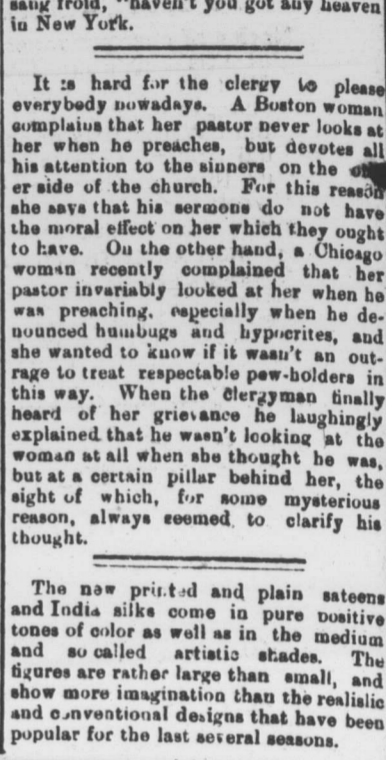 sang froid, "haven't you got any heaven
in New York.
It is hard for the clergy to please
everybody nowadays. A Boston woman
complains that her pastor never looks at
her when he preaches, but devotes all
his attention to the sinners on the oth
er side of the church. For this reason
she says that his sermons do not have
the moral effect on her which they ought
to have. On the other hand, a Chicago
woman recently complained that her
pastor invariably looked at her when he
was preaching, especially when he de-
nounced humbugs and hypocrites, and
she wanted to know if it wasn't an out-
rage to treat respectable pew-holders in
this way. When the clergyman finally
heard of her grievance he laughingly
explained that he wasn't looking at the
woman at all when she thought he was,
but at a certain pillar behind her, the
sight of which, for some mysterious
reason, always seemed to clarify his
thought.
The new printed and plain sateens
and India silks come in pure positive
tones of color as well as in the medium
and so called artistic shades. The
figures are rather large than small, and
show more imagination than the realislic
and conventional designs that have been
popular for the last several seasons.